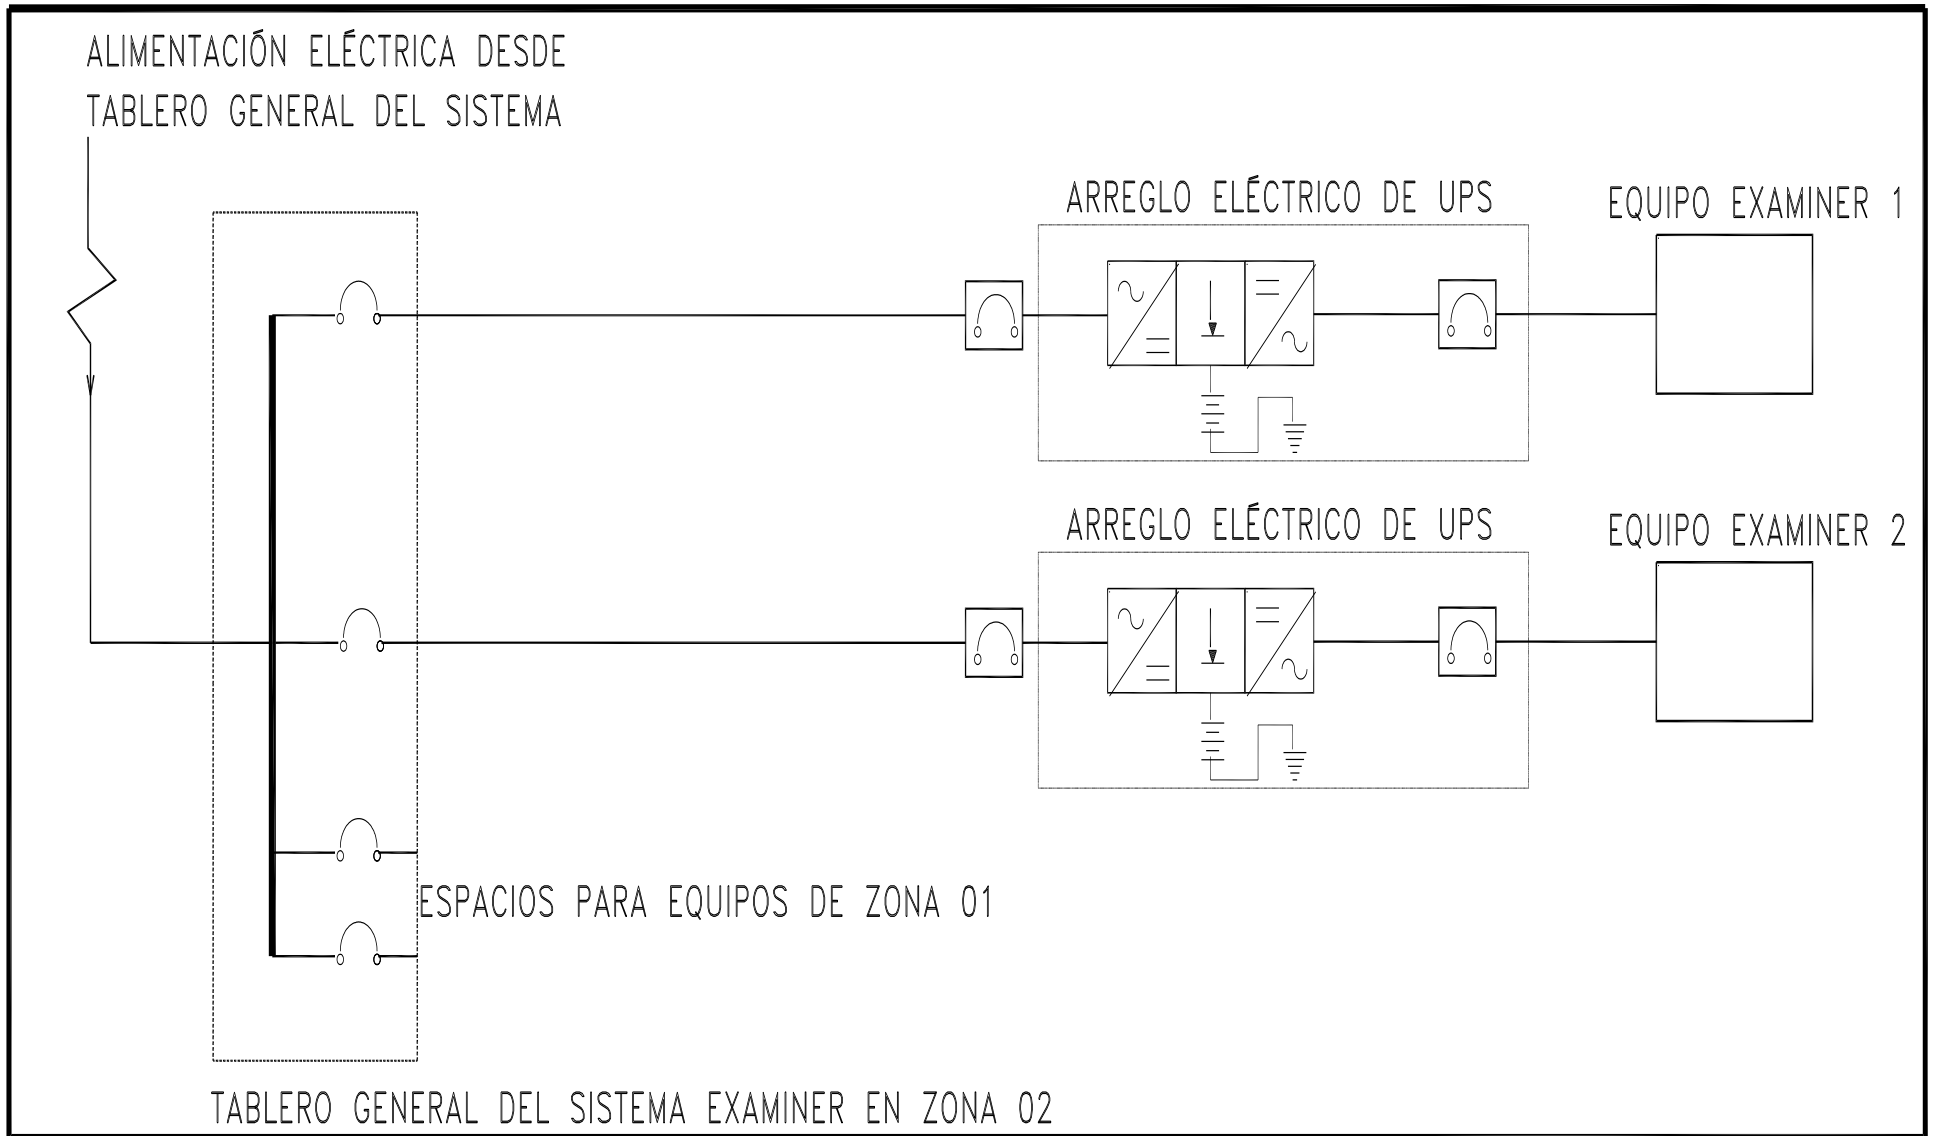 ALIMENTACIÓN ELÉCTRICA DESDE
TABLERO GENERAL DEL SISTEMA
ARREGLO ELÉCTRICO DE UPS
EQUIPO EXAMINER 1
ARREGLO ELÉCTRICO DE UPS
EQUIPO EXAMINER 2
ESPACIOS PARA EQUIPOS DE ZONA 01
TABLERO GENERAL DEL SISTEMA EXAMINER EN ZONA 02